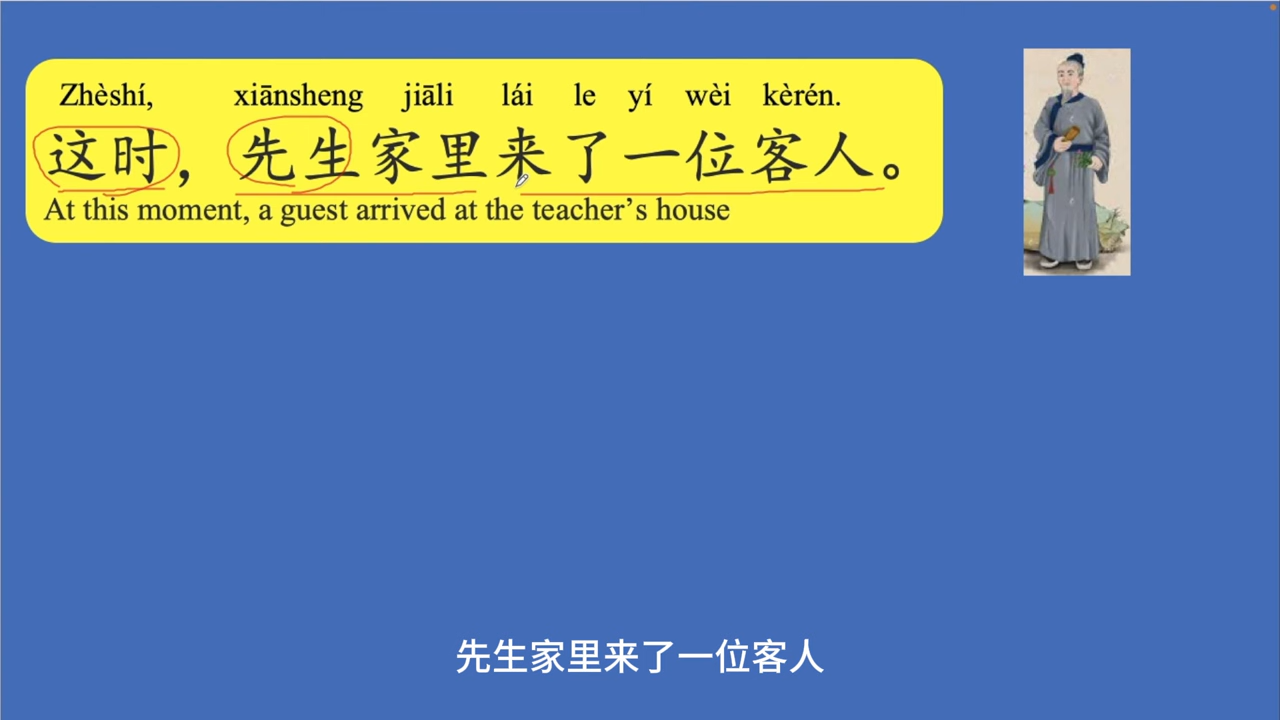 Zhèshí, xiānsheng jiāli lái le yí wèi kèrén.
这时，先生家里来了一位客人。
At this moment, a guest arrived at the teacher’s house
先生家里来了一位客人